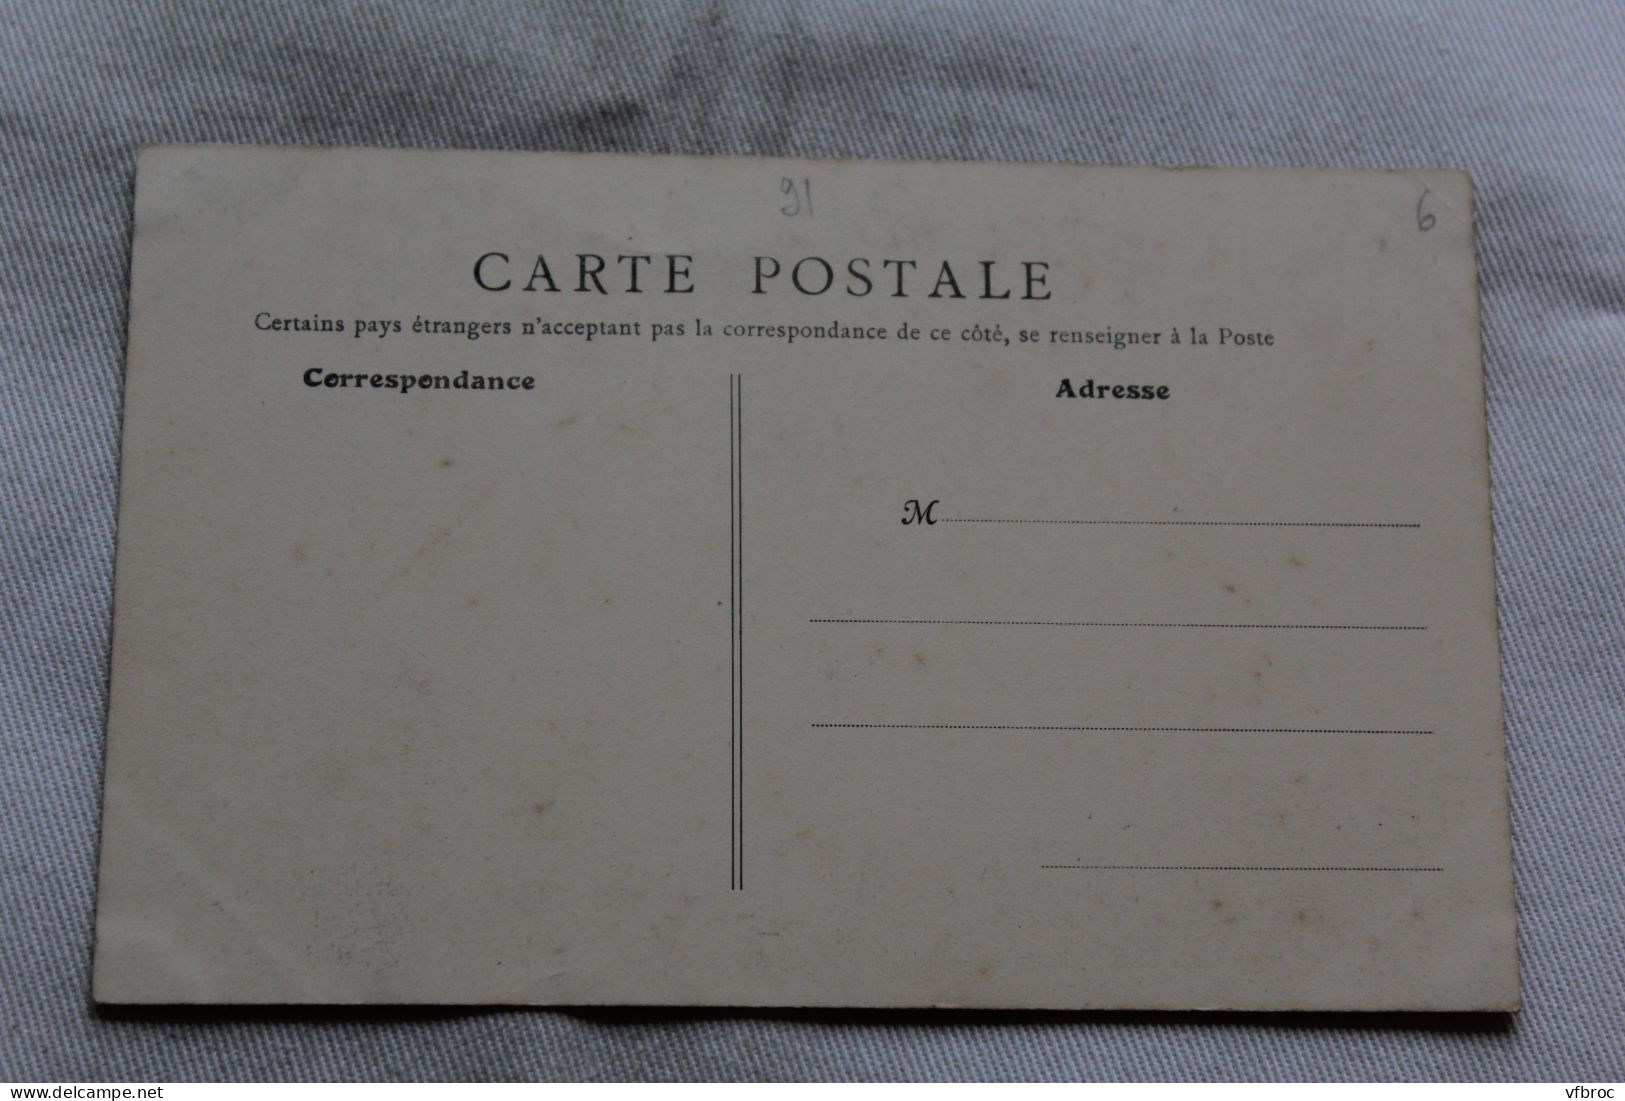 91
6
CARTE POSTALE
Certains pays étrangers n'acceptant pas la correspondance de ce côté, se renseigner à la Poste
Correspondance
Adresse
M
http://www.delcampe.net
vfbroc